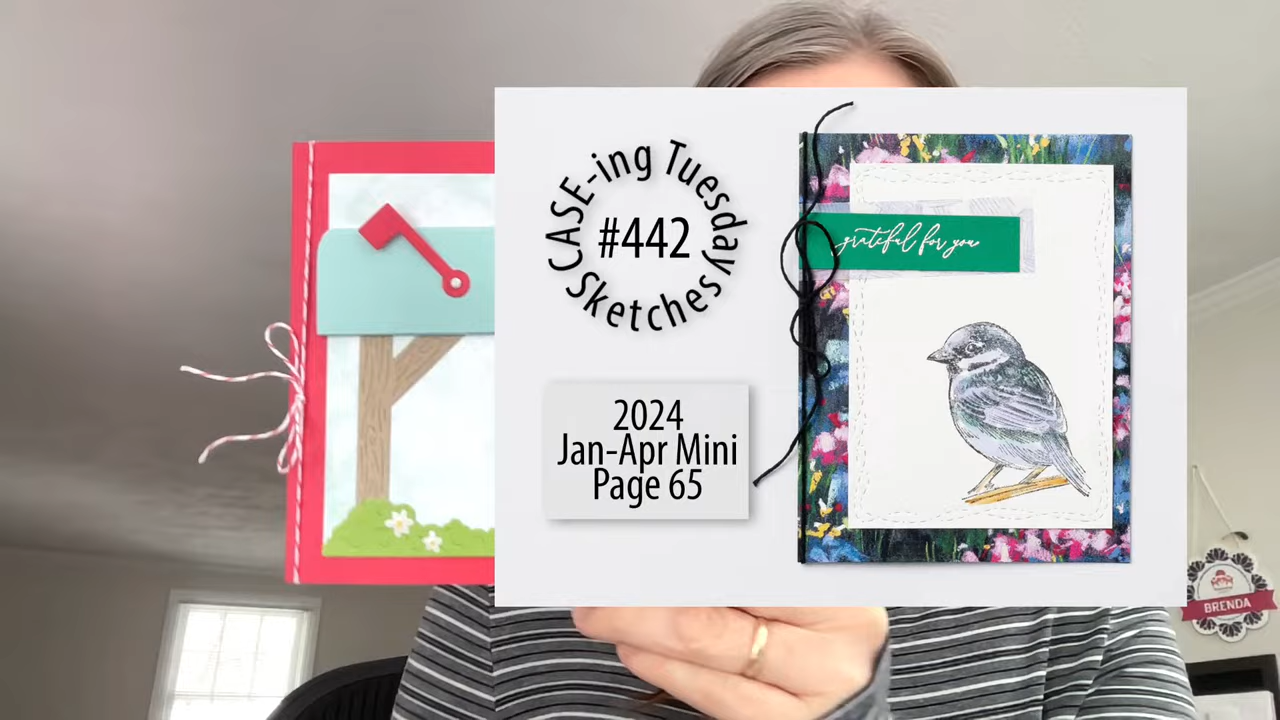 CASE-ing Tuesday
Sketches
#442
2024
Jan-Apr Mini
Page 65
grateful for you
BRENDA